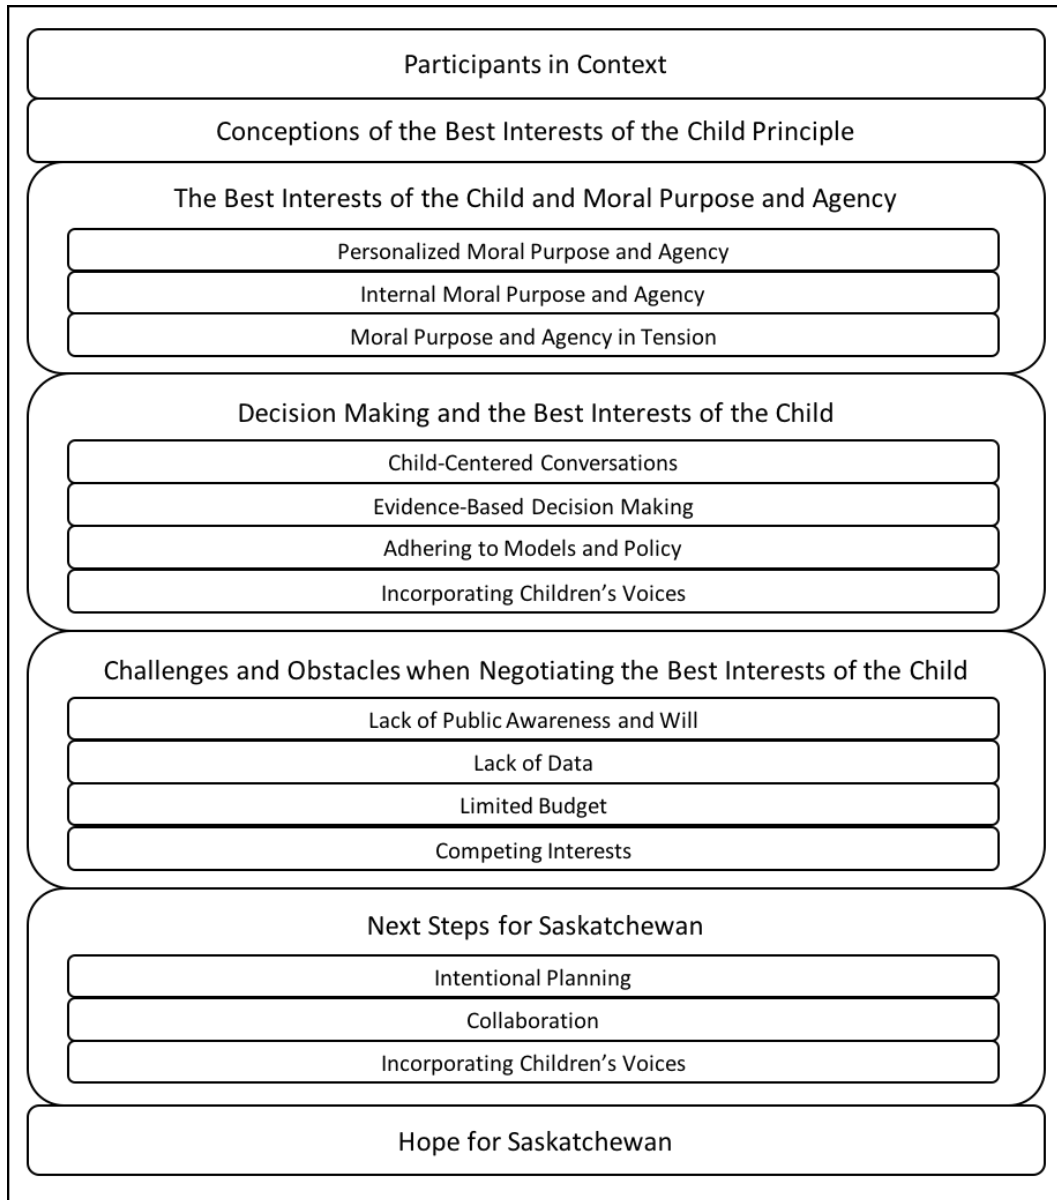 Participants in Context
Conceptions of the Best Interests of the Child Principle
The Best Interests of the Child and Moral Purpose and Agency
Personalized Moral Purpose and Agency
Internal Moral Purpose and Agency
Moral Purpose and Agency in Tension
Decision Making and the Best Interests of the Child
Child-Centered Conversations
Evidence-Based Decision Making
Adhering to Models and Policy
Incorporating Children’s Voices
Challenges and Obstacles when Negotiating the Best Interests of the Child
Lack of Public Awareness and Will
Lack of Data
Limited Budget
Competing Interests
Next Steps for Saskatchewan
Intentional Planning
Collaboration
Incorporating Children’s Voices
Hope for Saskatchewan